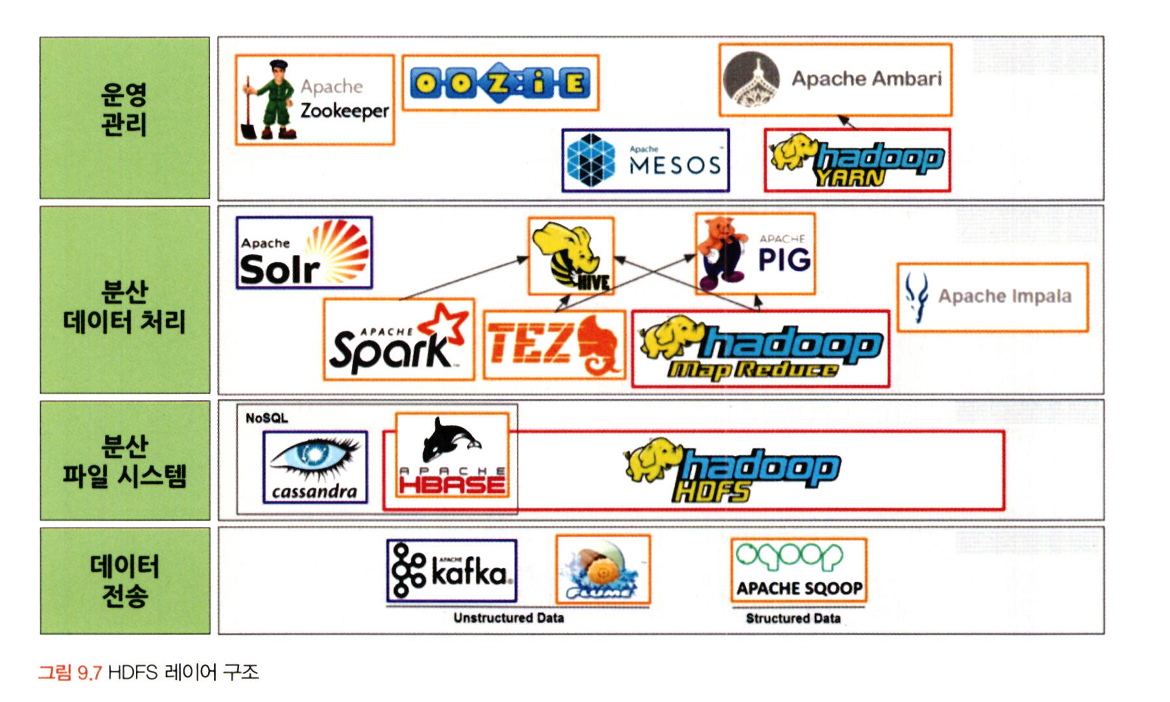 운영
관리
Apache
Zookeeper
OOZiE
Apache Ambari
Apache
MESOS
hadoop
YARN
분산
데이터 처리
Apache
Solr
HIVE
APACHE
PIG
Apache Impala
APACHE
Spark
TEZ
hadoop
Map Reduce
분산
파일 시스템
NoSQL
cassandra
APACHE
HBASE
hadoop
HDFS
데이터
전송
APACHE
kafka
flume
APACHE SQOOP
Unstructured Data
Structured Data
그림 9.7 HDFS 레이어 구조